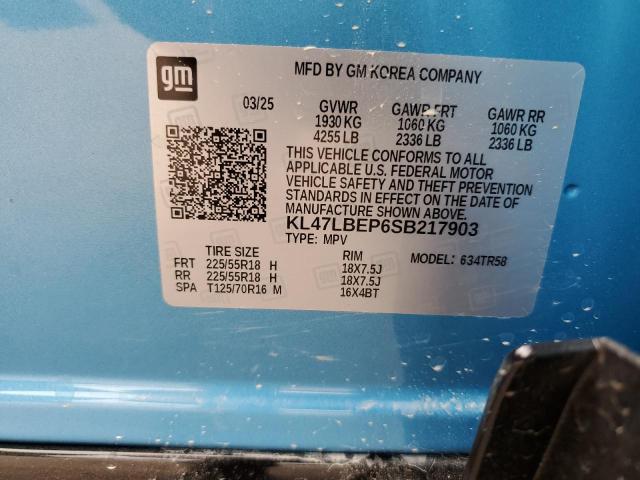 gm
MFD BY GM KOREA COMPANY
03/25 GVWR GAWR FRT GAWR RR
1930 KG 1060 KG 1060 KG
4255 LB 2336 LB 2336 LB
THIS VEHICLE CONFORMS TO ALL
APPLICABLE U.S. FEDERAL MOTOR
VEHICLE SAFETY AND THEFT PREVENTION
STANDARDS IN EFFECT ON THE DATE OF
MANUFACTURE SHOWN ABOVE.
KL47LBEP6SB217903
TYPE: MPV
TIRE SIZE RIM MODEL: 634TR58
FRT 225/55R18 H 18X7.5J
RR 225/55R18 H 18X7.5J
SPA T125/70R16 M 16X4BT